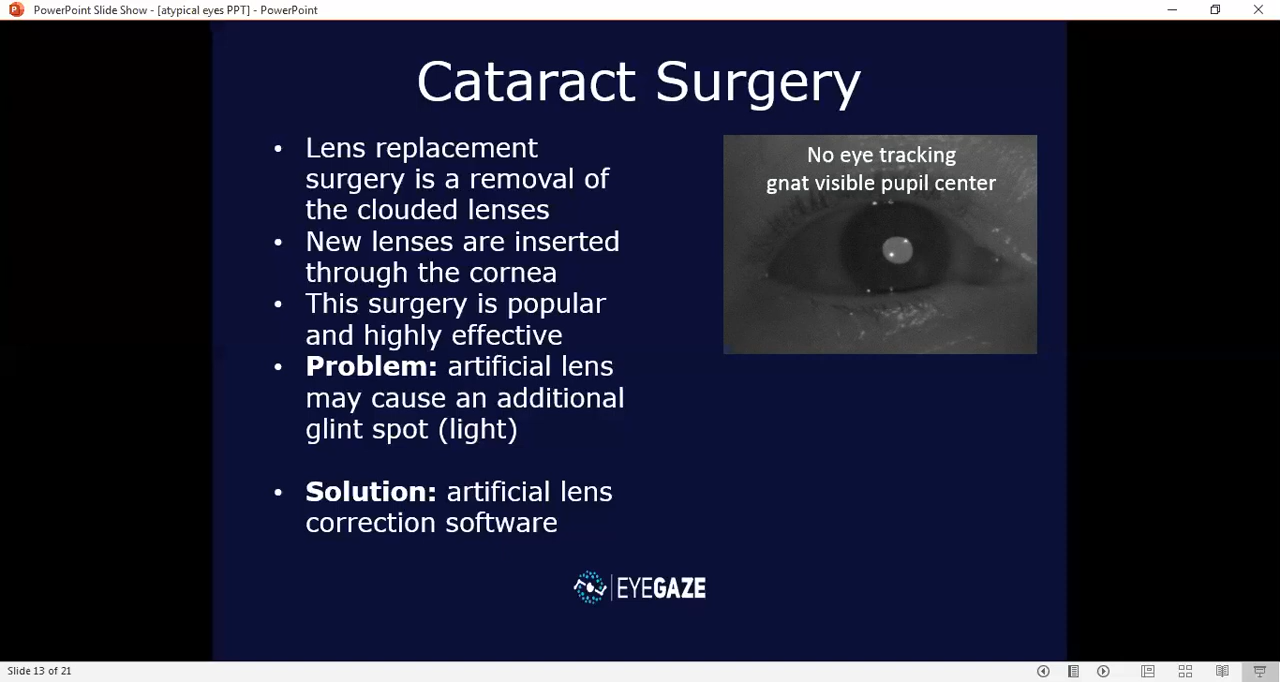 PowerPoint Slide Show - [atypical eyes PPT] - PowerPoint
Cataract Surgery
• Lens replacement
surgery is a removal of
the clouded lenses
• New lenses are inserted
through the cornea
• This surgery is popular
and highly effective
• Problem: artificial lens
may cause an additional
glint spot (light)
• Solution: artificial lens
correction software
No eye tracking
gnat visible pupil center
EYEGAZE
Slide 13 of 21